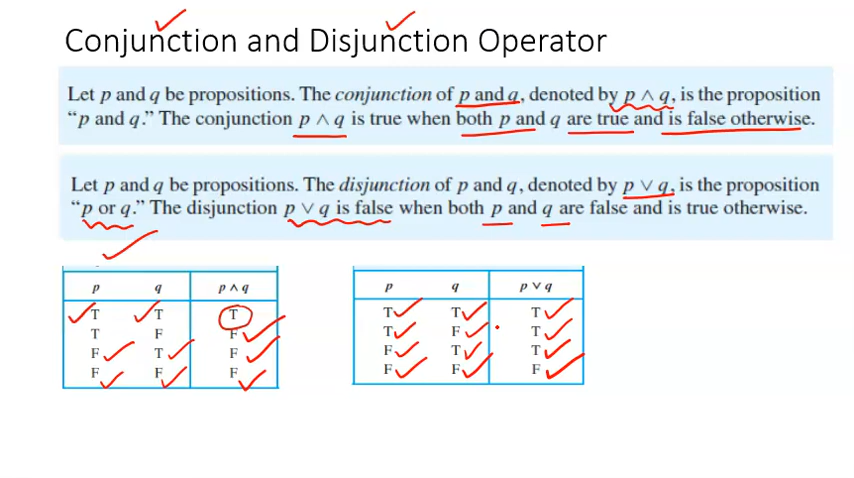 Conjunction and Disjunction Operator
Let p and q be propositions. The conjunction of p and q, denoted by p ∧ q, is the proposition
“p and q.” The conjunction p ∧ q is true when both p and q are true and is false otherwise.
Let p and q be propositions. The disjunction of p and q, denoted by p ∨ q, is the proposition
“p or q.” The disjunction p ∨ q is false when both p and q are false and is true otherwise.
p q p ∧ q
T T T
T F F
F T F
F F F
p q p ∨ q
T T T
T F T
F T T
F F F